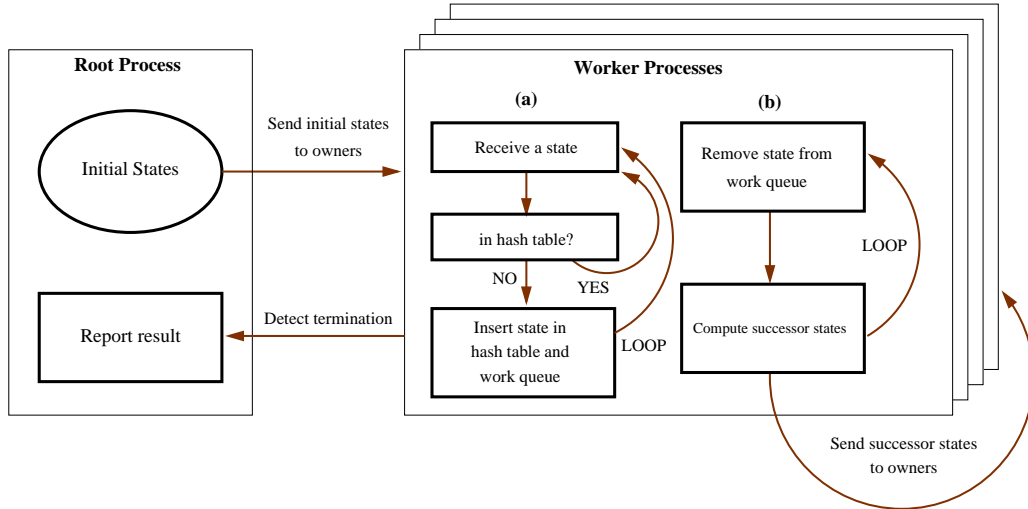 Root Process
Initial States
Report result
Send initial states
to owners
Detect termination
Worker Processes
(a)
Receive a state
in hash table?
NO
YES
Insert state in
hash table and
work queue
LOOP
(b)
Remove state from
work queue
LOOP
Compute successor states
Send successor states
to owners